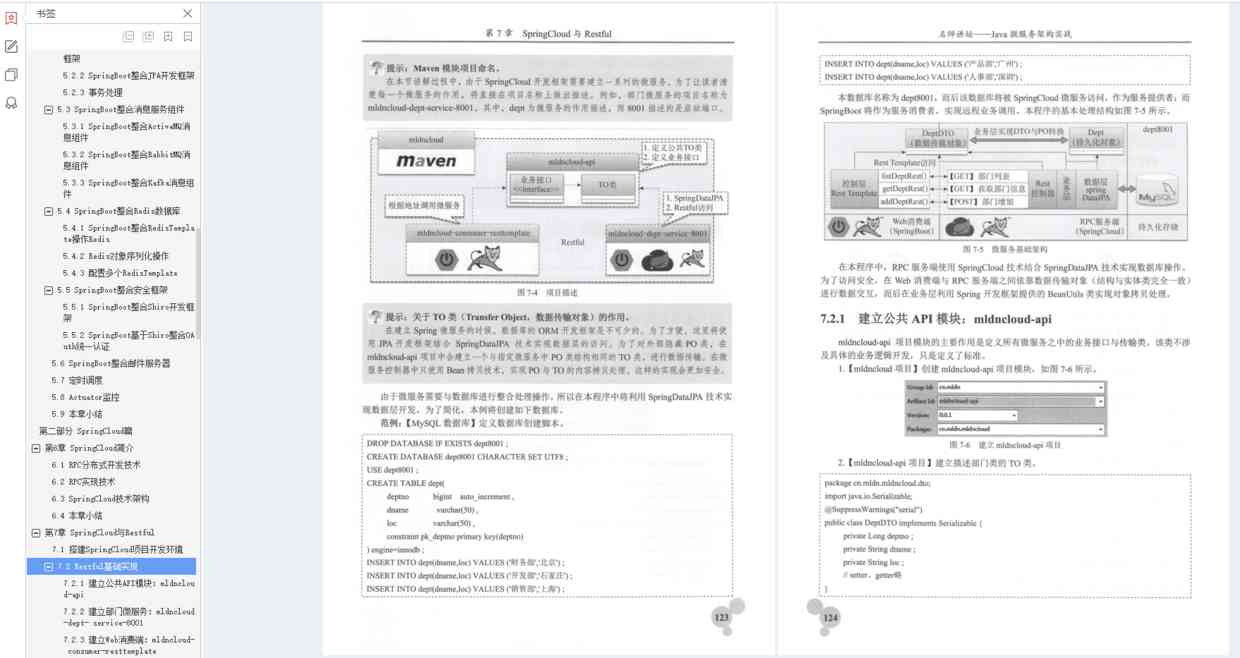 书签
框架
5.2.2 SpringBoot整合JPA开发框架
5.2.3 事务处理
5.3 SpringBoot整合消息服务组件
5.3.1 SpringBoot整合ActiveMQ消
息组件
5.3.2 SpringBoot整合RabbitMQ消
息组件
5.3.3 SpringBoot整合Kafka消息组
件
5.4 SpringBoot整合Redis数据库
5.4.1 SpringBoot整合RedisTempla
te操作Redis
5.4.2 Redis对象序列化操作
5.4.3 配置多个RedisTemplate
5.5 SpringBoot整合安全框架
5.5.1 SpringBoot整合Shiro开发框
架
5.5.2 SpringBoot基于Shiro整合OA
uth统一认证
5.6 SpringBoot整合邮件服务器
5.7 定时调度
5.8 Actuator监控
5.9 本章小结
第二部分 SpringCloud篇
第6章 SpringCloud简介
6.1 RPC分布式开发技术
6.2 RPC实现技术
6.3 SpringCloud技术架构
6.4 本章小结
第7章 SpringCloud与Restful
7.1 搭建SpringCloud项目开发环境
7.2 Restful基础实现
7.2.1 建立公共API模块：mldnclou
d-api
7.2.2 建立部门微服务：mldncloud
-dept- service-8001
7.2.3 建立Web消费端：mldncloud-
consumer-resttemplate
第 7 章 SpringCloud 与 Restful
提示：Maven 模块项目命名。
在本节讲解过程中，由于 SpringCloud 开发框架需要建立一系列的微服务，为了让读者清
楚每一个微服务的作用，将直接在项目名称上做出描述。例如，部门微服务的项目名称为
mldncloud-dept-service-8001，其中，dept 为微服务的作用描述，而 8001 描述的是启动端口。
mldncloud
maven
mldncloud-api
业务接口
<<interface>>
TO类
1. 定义公共TO类
2. 定义业务接口
根据地址调用微服务
1. SpringDataJPA
2. Restful访问
mldncloud-consumer-resttemplate
Restful
mldncloud-dept-service-8001
图 7-4 项目描述
提示：关于 TO 类（Transfer Object，数据传输对象）的作用。
在建立 Spring 微服务的时候，数据库的 ORM 开发框架是不可少的。为了方便，这里将使
用 JPA 开发框架结合 SpringDataJPA 技术实现数据层的访问。为了对外部隐藏 PO 类，在
mldncloud-api 项目中会建立一个与指定微服务中 PO 类结构相同的 TO 类，进行数据传输。在微
服务控制器中只使用 Bean 拷贝技术，实现 PO 与 TO 的内容拷贝处理，这样的实现会更加安全。
由于微服务需要与数据库进行整合处理操作，所以在本程序中将利用 SpringDataJPA 技术实
现数据层开发，为了简化，本例将创建如下数据库。
范例：【MySQL 数据库】定义数据库创建脚本。
DROP DATABASE IF EXISTS dept8001 ;
CREATE DATABASE dept8001 CHARACTER SET UTF8 ;
USE dept8001 ;
CREATE TABLE dept(
deptno bigint auto_increment ,
dname varchar(50) ,
loc varchar(50) ,
constraint pk_deptno primary key(deptno)
) engine=innodb ;
INSERT INTO dept(dname,loc) VALUES ('财务部','北京') ;
INSERT INTO dept(dname,loc) VALUES ('开发部','石家庄') ;
INSERT INTO dept(dname,loc) VALUES ('销售部','上海') ;
123
名师讲坛——Java 微服务架构实战
INSERT INTO dept(dname,loc) VALUES ('产品部','广州') ;
INSERT INTO dept(dname,loc) VALUES ('人事部','深圳') ;
本数据库名称为 dept8001，而后该数据库将被 SpringCloud 微服务访问，作为服务提供者；而
SpringBoot 将作为服务消费者，实现远程业务调用，本程序的基本处理结构如图 7-5 所示。
DeptDTO
（数据传输对象）
业务层实现DTO与PO转换
Dept
（持久化对象）
dept8001
Rest Template访问
控制层
Rest Template
listDeptRest()
【GET】部门列表
getDeptRest()
【GET】获取部门信息
addDeptRest()
【POST】部门增加
Rest
控制器
业务层
数据层
spring
DataJPA
MySQL
Web消费端
（SpringBoot）
RPC服务端
（SpringCloud）
持久化存储
图 7-5 微服务基础架构
在本程序中，RPC 服务端使用 SpringCloud 技术结合 SpringDataJPA 技术实现数据库操作。
为了访问安全，在 Web 消费端与 RPC 服务端之间依靠数据传输对象（结构与实体类完全一致）
进行数据交互，而后在业务层利用 Spring 开发框架提供的 BeanUtils 类实现对象拷贝处理。
7.2.1 建立公共 API 模块：mldncloud-api
mldncloud-api 项目模块的主要作用是定义所有微服务之中的业务接口与传输类，该类不涉
及具体的业务逻辑开发，只是定义了标准。
1.【mldncloud 项目】创建 mldncloud-api 项目模块，如图 7-6 所示。
Group Id: cn.mldn
Artifact Id: mldncloud-api
Version: 0.0.1
Package: cn.mldn.mldncloud
图 7-6 建立 mldncloud-api 项目
2.【mldncloud-api 项目】建立描述部门类的 TO 类。
package cn.mldn.mldncloud.dto;
import java.io.Serializable;
@SuppressWarnings("serial")
public class DeptDTO implements Serializable {
private Long deptno ;
private String dname ;
private String loc ;
// setter、getter略
}
124